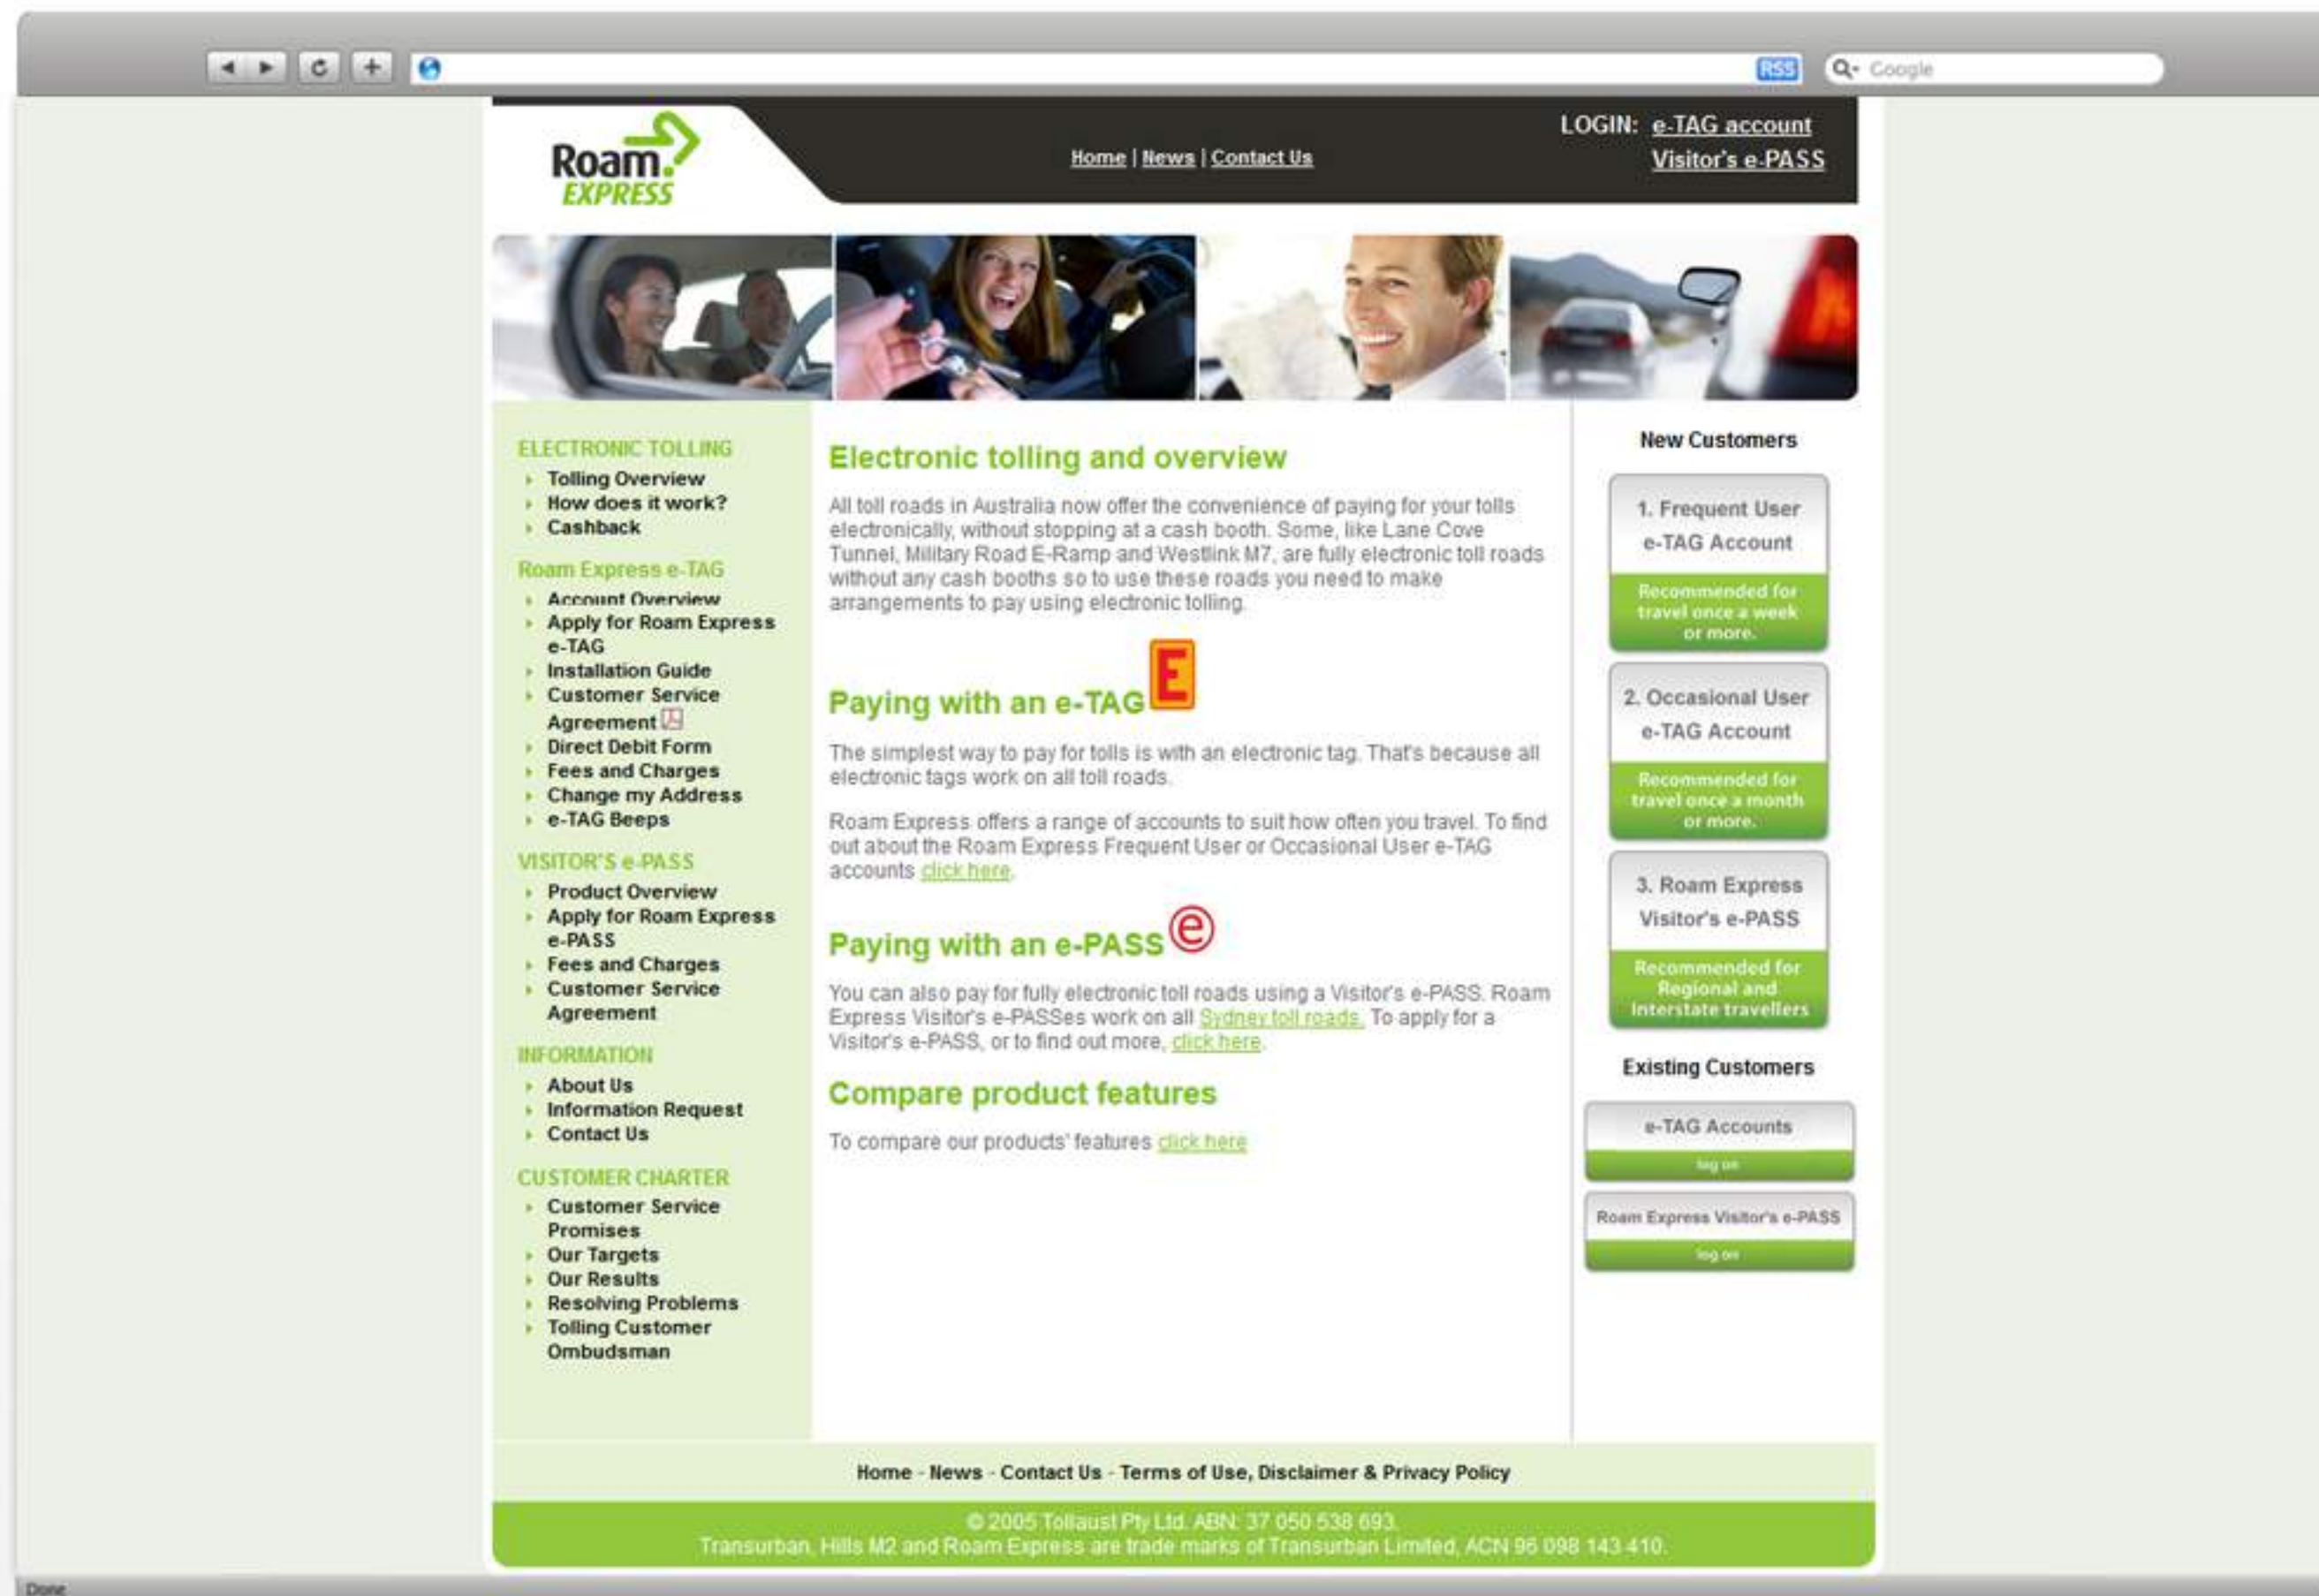 RSS
Google
Roam
EXPRESS
Home | News | Contact Us
LOGIN: e-TAG account
Visitor's e-PASS
ELECTRONIC TOLLING
Tolling Overview
How does it work?
Cashback
Roam Express e-TAG
Account Overview
Apply for Roam Express
e-TAG
Installation Guide
Customer Service
Agreement
Direct Debit Form
Fees and Charges
Change my Address
e-TAG Beeps
VISITOR'S e-PASS
Product Overview
Apply for Roam Express
e-PASS
Fees and Charges
Customer Service
Agreement
INFORMATION
About Us
Information Request
Contact Us
CUSTOMER CHARTER
Customer Service
Promises
Our Targets
Our Results
Resolving Problems
Tolling Customer
Ombudsman
Electronic tolling and overview
All toll roads in Australia now offer the convenience of paying for your tolls
electronically, without stopping at a cash booth. Some, like Lane Cove
Tunnel, Military Road E-Ramp and Westlink M7, are fully electronic toll roads
without any cash booths so to use these roads you need to make
arrangements to pay using electronic tolling.
Paying with an e-TAG E
The simplest way to pay for tolls is with an electronic tag. That's because all
electronic tags work on all toll roads.
Roam Express offers a range of accounts to suit how often you travel. To find
out about the Roam Express Frequent User or Occasional User e-TAG
accounts click here.
Paying with an e-PASS e
You can also pay for fully electronic toll roads using a Visitor's e-PASS. Roam
Express Visitor's e-PASSes work on all Sydney toll roads. To apply for a
Visitor's e-PASS, or to find out more, click here.
Compare product features
To compare our products' features click here
New Customers
1. Frequent User
e-TAG Account
Recommended for
travel once a week
or more.
2. Occasional User
e-TAG Account
Recommended for
travel once a month
or more.
3. Roam Express
Visitor's e-PASS
Recommended for
Regional and
Interstate travellers
Existing Customers
e-TAG Accounts
log on
Roam Express Visitor's e-PASS
log on
Home - News - Contact Us - Terms of Use, Disclaimer & Privacy Policy
© 2005 Tollaust Pty Ltd. ABN: 37 050 538 693.
Transurban, Hills M2 and Roam Express are trade marks of Transurban Limited, ACN 96 098 143 410.
Done